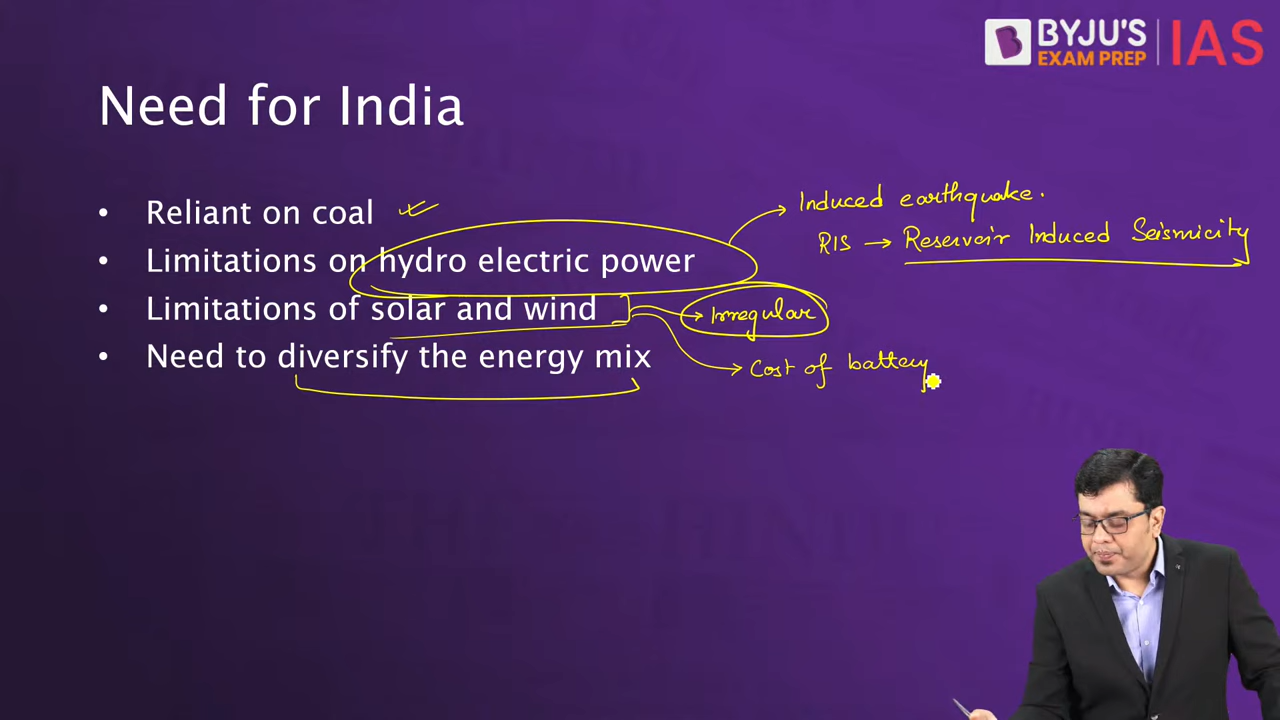 BYJU'S IAS
EXAM PREP
Need for India
• Reliant on coal
• Limitations on hydro electric power
• Limitations of solar and wind
• Need to diversify the energy mix
Induced earthquake.
RIS → Reservoir Induced Seismicity
Irregular
Cost of battery